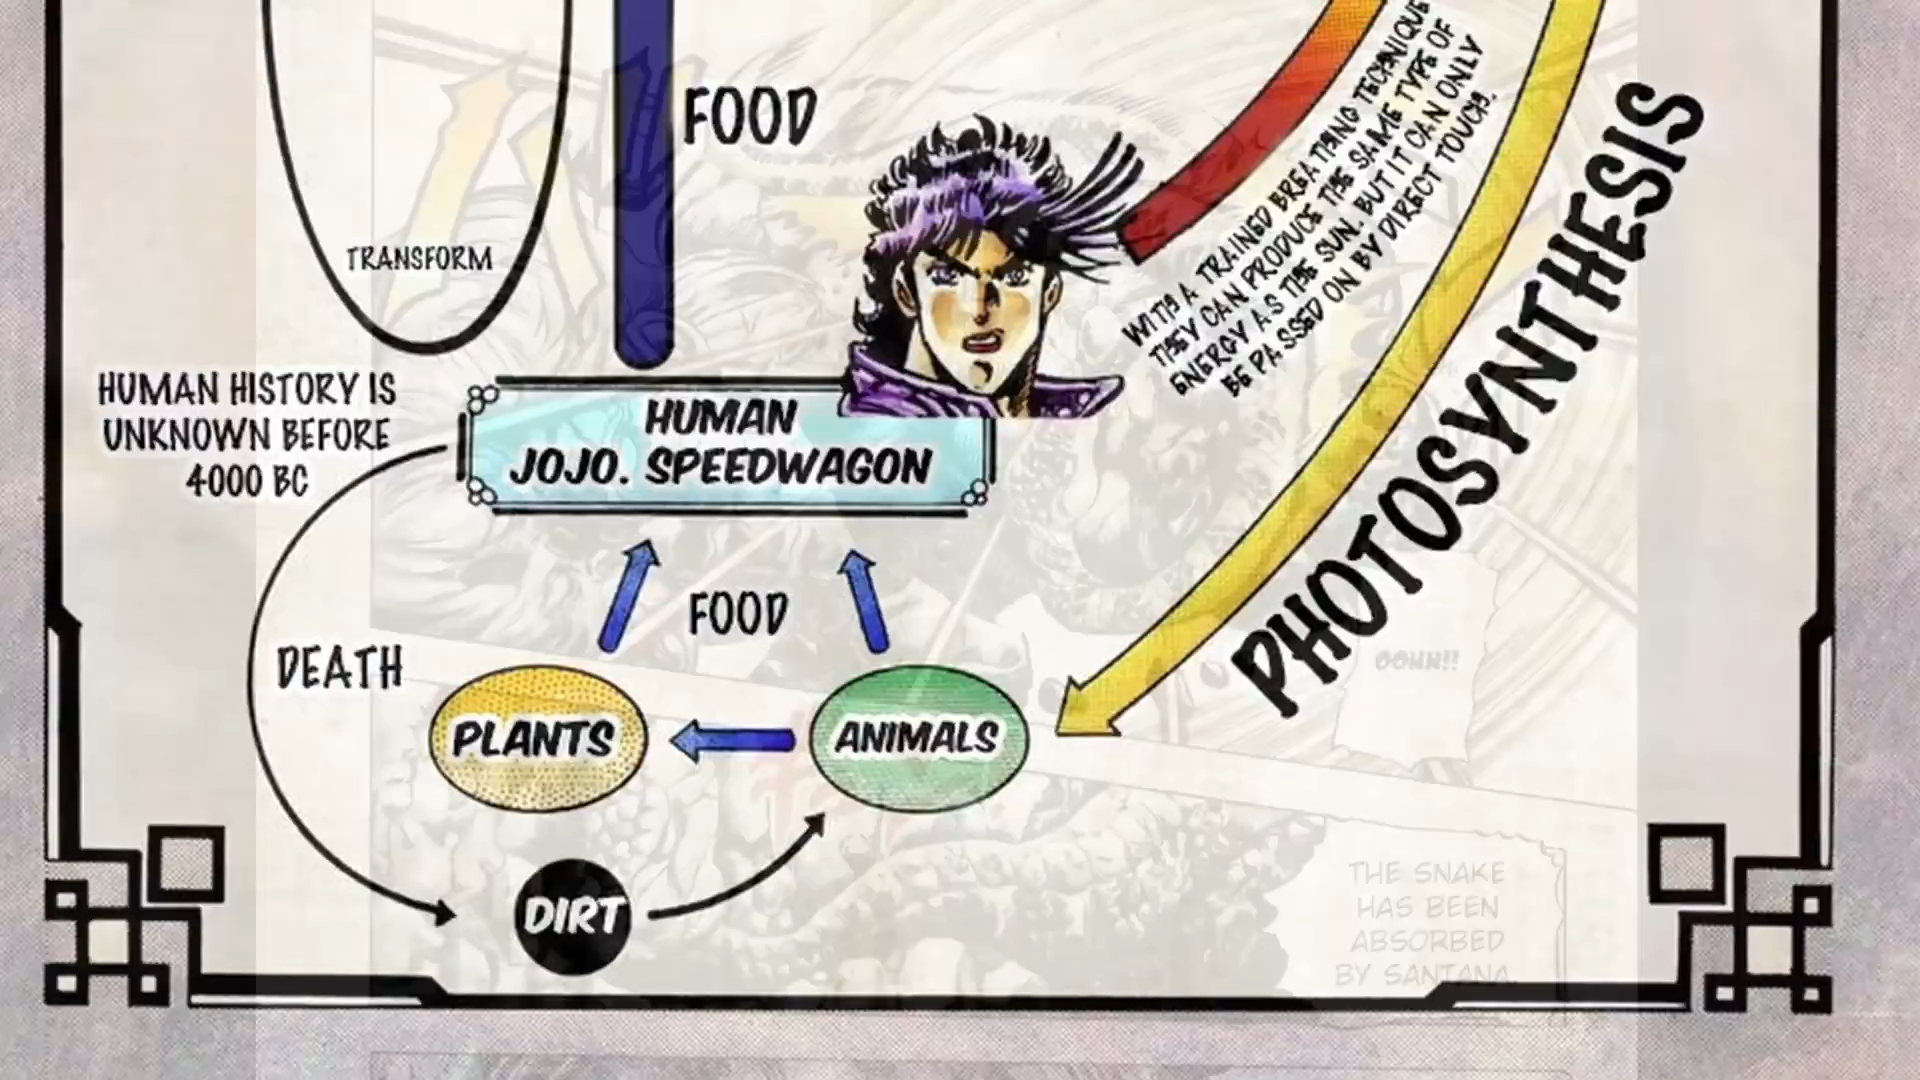 FOOD
TRANSFORM
WITH A TRAINED BREATHING TECHNIQUE
THEY CAN PRODUCE THE SAME TYPE OF
ENERGY AS THE SUN. BUT IT CAN ONLY
BE PASSED ON BY DIRECT TOUCH.
PHOTOSYNTHESIS
HUMAN HISTORY IS
UNKNOWN BEFORE
4000 BC
HUMAN
JOJO. SPEEDWAGON
FOOD
DEATH
PLANTS
ANIMALS
DIRT
OOHH!!
THE SNAKE
HAS BEEN
ABSORBED
BY SANTANA.